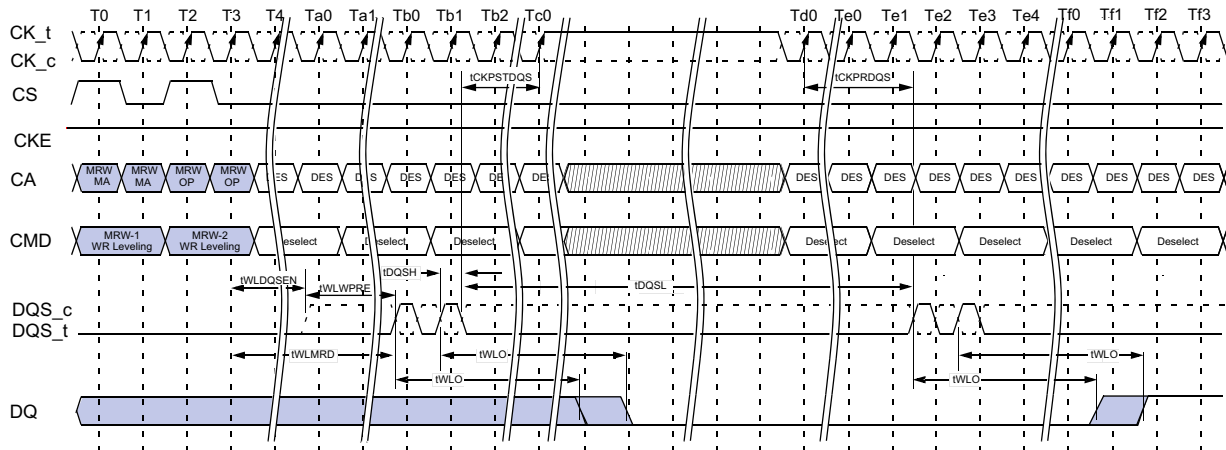 T0 T1 T2 T3 T4 Ta0 Ta1 Tb0 Tb1 Tb2 Tc0 Td0 Te0 Te1 Te2 Te3 Te4 Tf0 Tf1 Tf2 Tf3
CK_t
CK_c
tCKPSTDQS tCKPRDQS
CS
CKE
CA
MRW MA
MRW MA
MRW OP
MRW OP
DES DES DES DES DES DES DES DES DES DES DES DES DES DES DES DES DES
CMD
MRW-1 WR Leveling
MRW-2 WR Leveling
Deselect Deselect Deselect Deselect Deselect Deselect Deselect Deselect
tWLDQSEN tWLWPRE tDQSH tDQSL
DQS_c
DQS_t
tWLMRD tWLO tWLO
tWLO tWLO
DQ